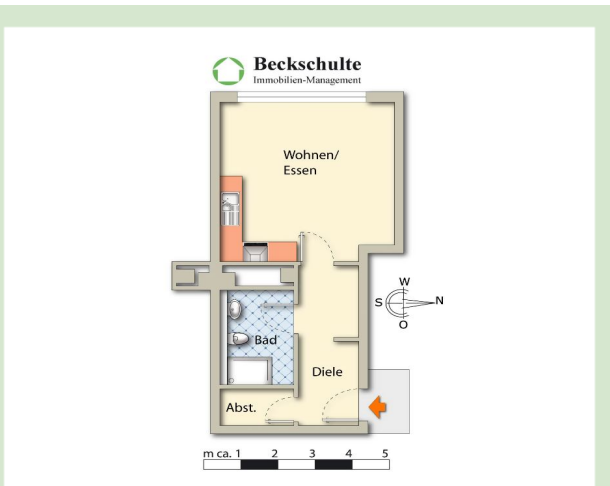 Beckschulte
Immobilien-Management
Wohnen/
Essen
W
S N
O
Bad
Diele
Abst.
m ca. 1 2 3 4 5